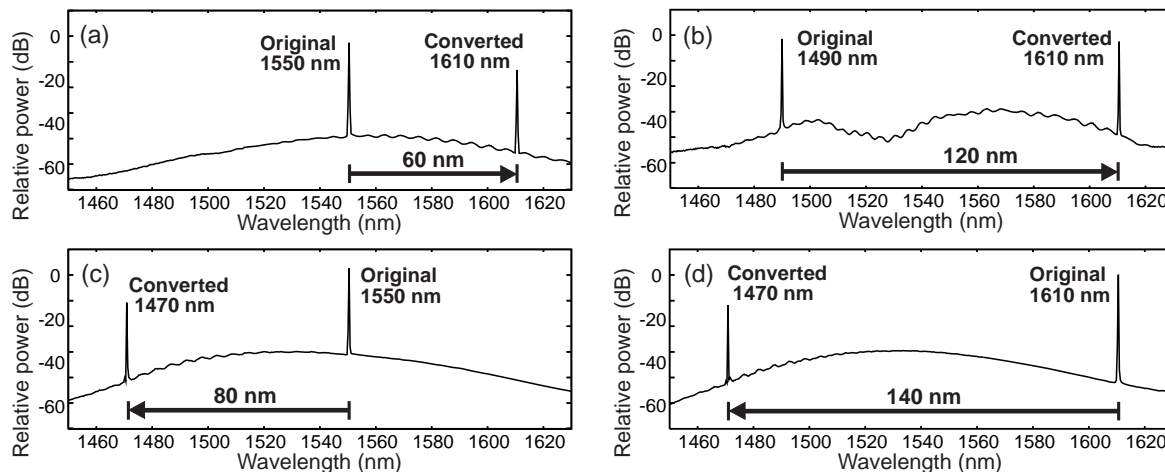 (a)
Relative power (dB)
0
-20
-40
-60
Original
1550 nm
Converted
1610 nm
60 nm
1460 1480 1500 1520 1540 1560 1580 1600 1620
Wavelength (nm)
(b)
Relative power (dB)
0
-20
-40
-60
Original
1490 nm
Converted
1610 nm
120 nm
1460 1480 1500 1520 1540 1560 1580 1600 1620
Wavelength (nm)
(c)
Relative power (dB)
0
-20
-40
-60
Converted
1470 nm
Original
1550 nm
80 nm
1460 1480 1500 1520 1540 1560 1580 1600 1620
Wavelength (nm)
(d)
Relative power (dB)
0
-20
-40
-60
Converted
1470 nm
Original
1610 nm
140 nm
1460 1480 1500 1520 1540 1560 1580 1600 1620
Wavelength (nm)